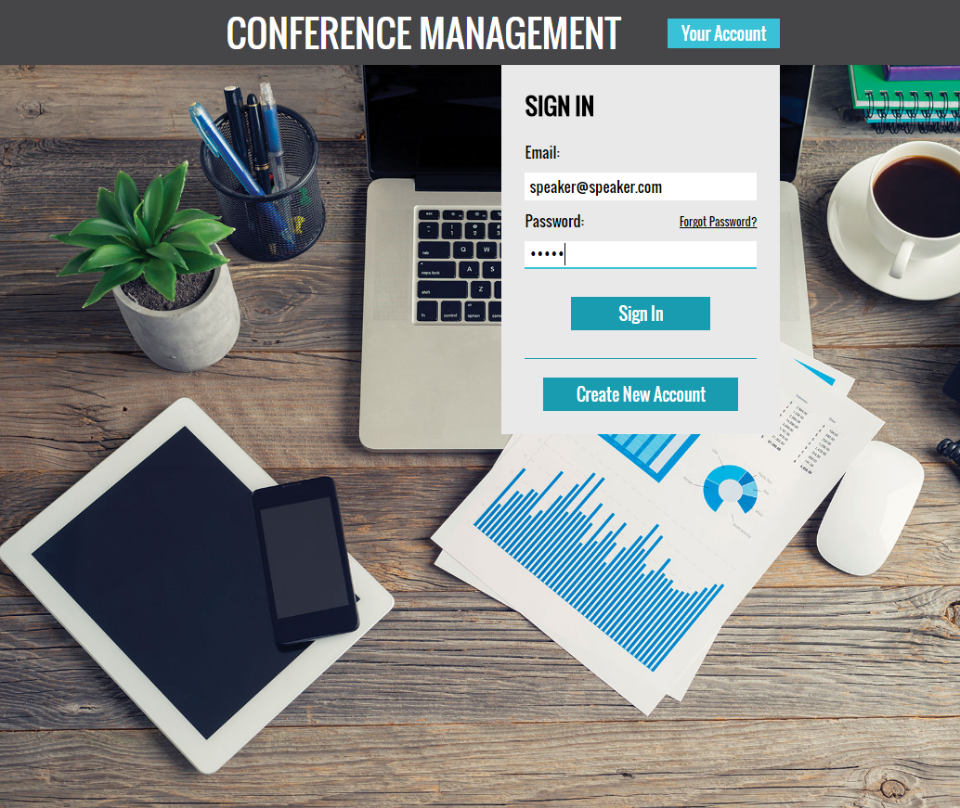 CONFERENCE MANAGEMENT
Your Account
SIGN IN
Email:
speaker@speaker.com
Password:
Forgot Password?
•••••
Sign In
Create New Account